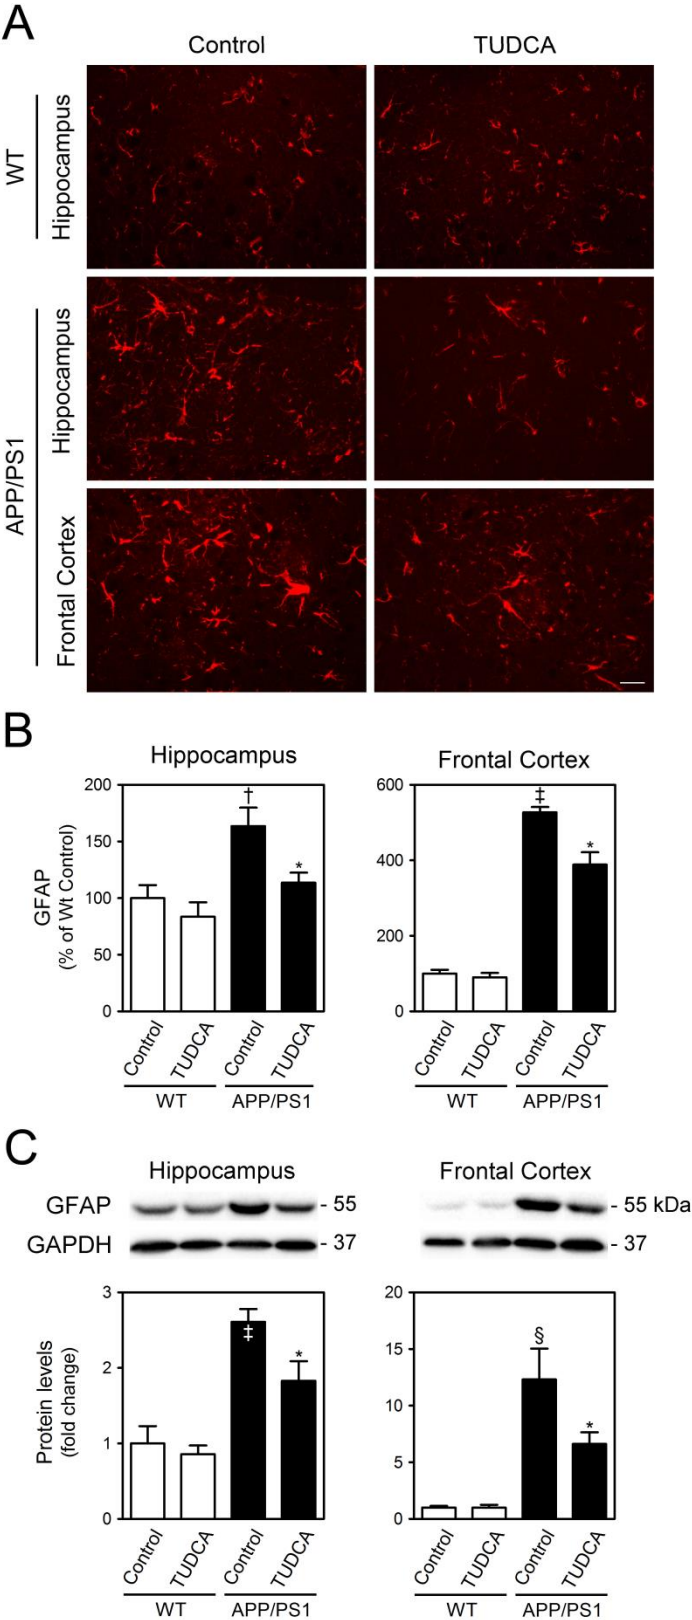 A
Control TUDCA
WT
Hippocampus
APP/PS1
Hippocampus
Frontal Cortex
B
Hippocampus
GFAP
(% of Wt Control)
200
150
100
50
0
†
*
Control TUDCA Control TUDCA
WT APP/PS1
Frontal Cortex
600
400
200
0
‡
*
Control TUDCA Control TUDCA
WT APP/PS1
C
Hippocampus Frontal Cortex
GFAP - 55 - 55 kDa
GAPDH - 37 - 37
Protein levels
(fold change)
3
2
1
0
‡
*
Control TUDCA Control TUDCA
WT APP/PS1
20
15
10
5
0
§
*
Control TUDCA Control TUDCA
WT APP/PS1